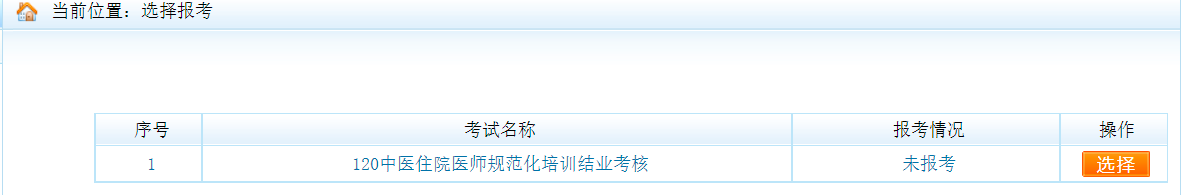 当前位置：选择报考
序号 考试名称 报考情况 操作
1 120中医住院医师规范化培训结业考核 未报考 选择